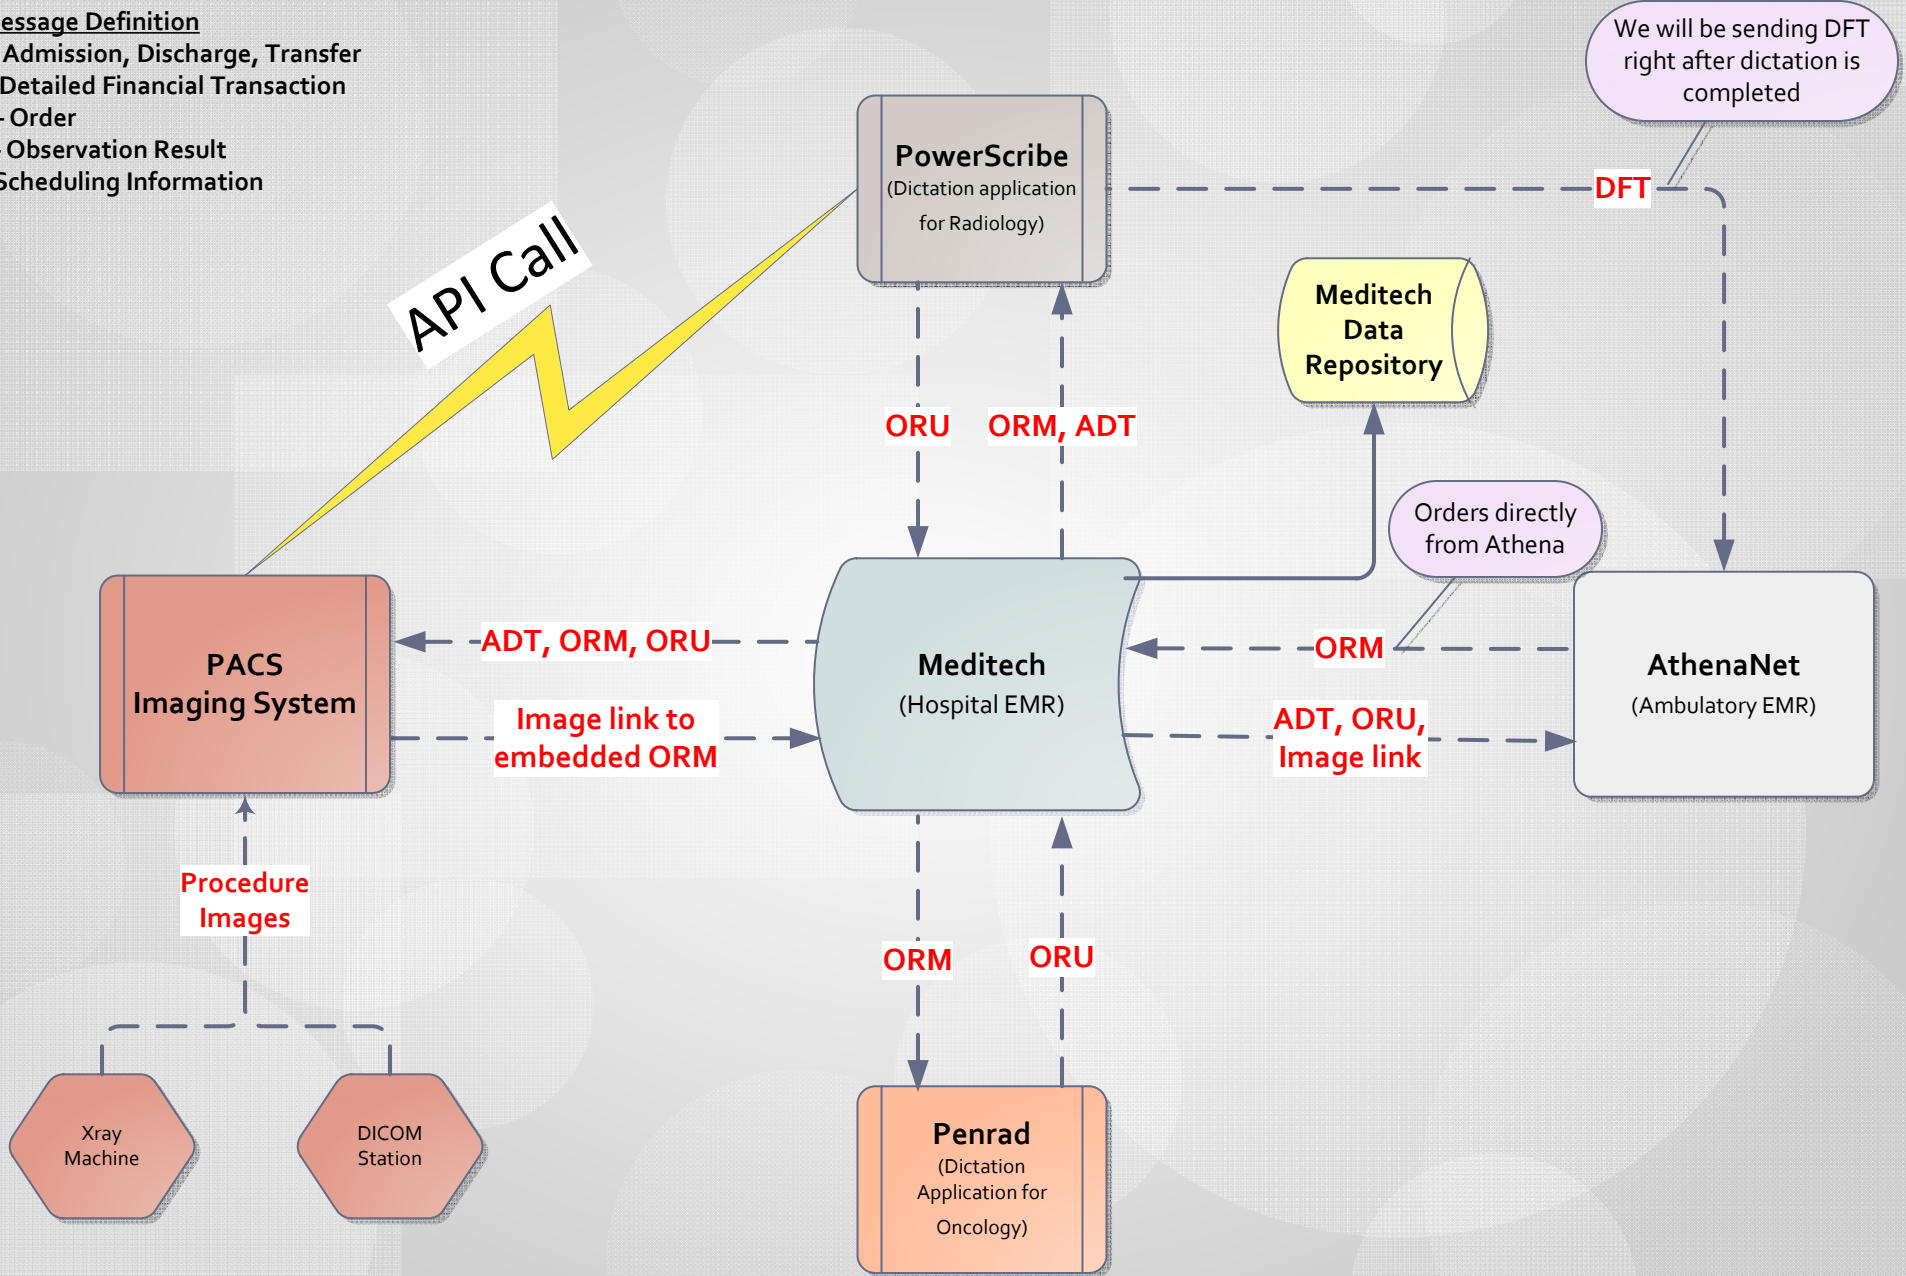 essage Definition
Admission, Discharge, Transfer
Detailed Financial Transaction
- Order
- Observation Result
Scheduling Information
We will be sending DFT
right after dictation is
completed
PowerScribe
(Dictation application
for Radiology)
DFT
API Call
Meditech
Data
Repository
ORU
ORM, ADT
Orders directly
from Athena
PACS
Imaging System
ADT, ORM, ORU
Image link to
embedded ORM
Meditech
(Hospital EMR)
ORM
ADT, ORU,
Image link
AthenaNet
(Ambulatory EMR)
Procedure
Images
ORM
ORU
Xray
Machine
DICOM
Station
Penrad
(Dictation
Application for
Oncology)